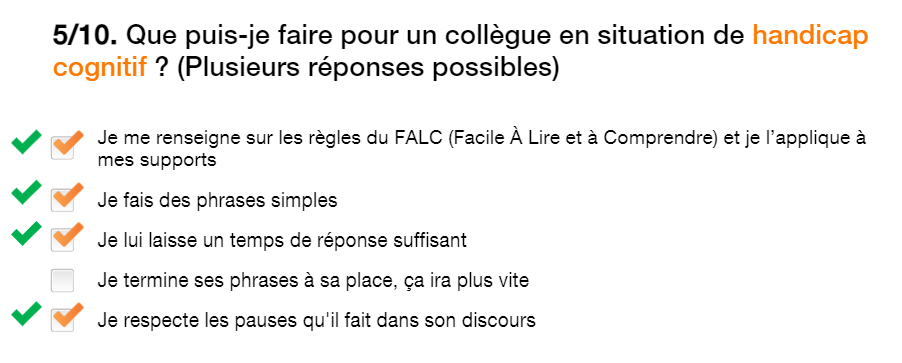 5/10. Que puis-je faire pour un collègue en situation de handicap
cognitif ? (Plusieurs réponses possibles)
Je me renseigne sur les règles du FALC (Facile À Lire et à Comprendre) et je l’applique à
mes supports
Je fais des phrases simples
Je lui laisse un temps de réponse suffisant
Je termine ses phrases à sa place, ça ira plus vite
Je respecte les pauses qu'il fait dans son discours